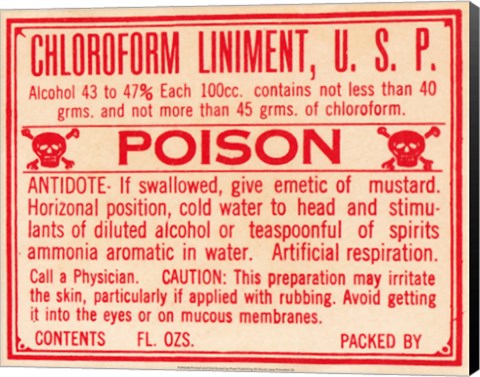 CHLOROFORM LINIMENT, U. S. P.
Alcohol 43 to 47% Each 100cc. contains not less than 40
grms. and not more than 45 grms. of chloroform.
POISON
ANTIDOTE- If swallowed, give emetic of mustard.
Horizonal position, cold water to head and stimu-
lants of diluted alcohol or teaspoonful of spirits
ammonia aromatic in water. Artificial respiration.
Call a Physician. CAUTION: This preparation may irritate
the skin, particularly if applied with rubbing. Avoid getting
it into the eyes or on mucous membranes.
CONTENTS FL. OZS. PACKED BY